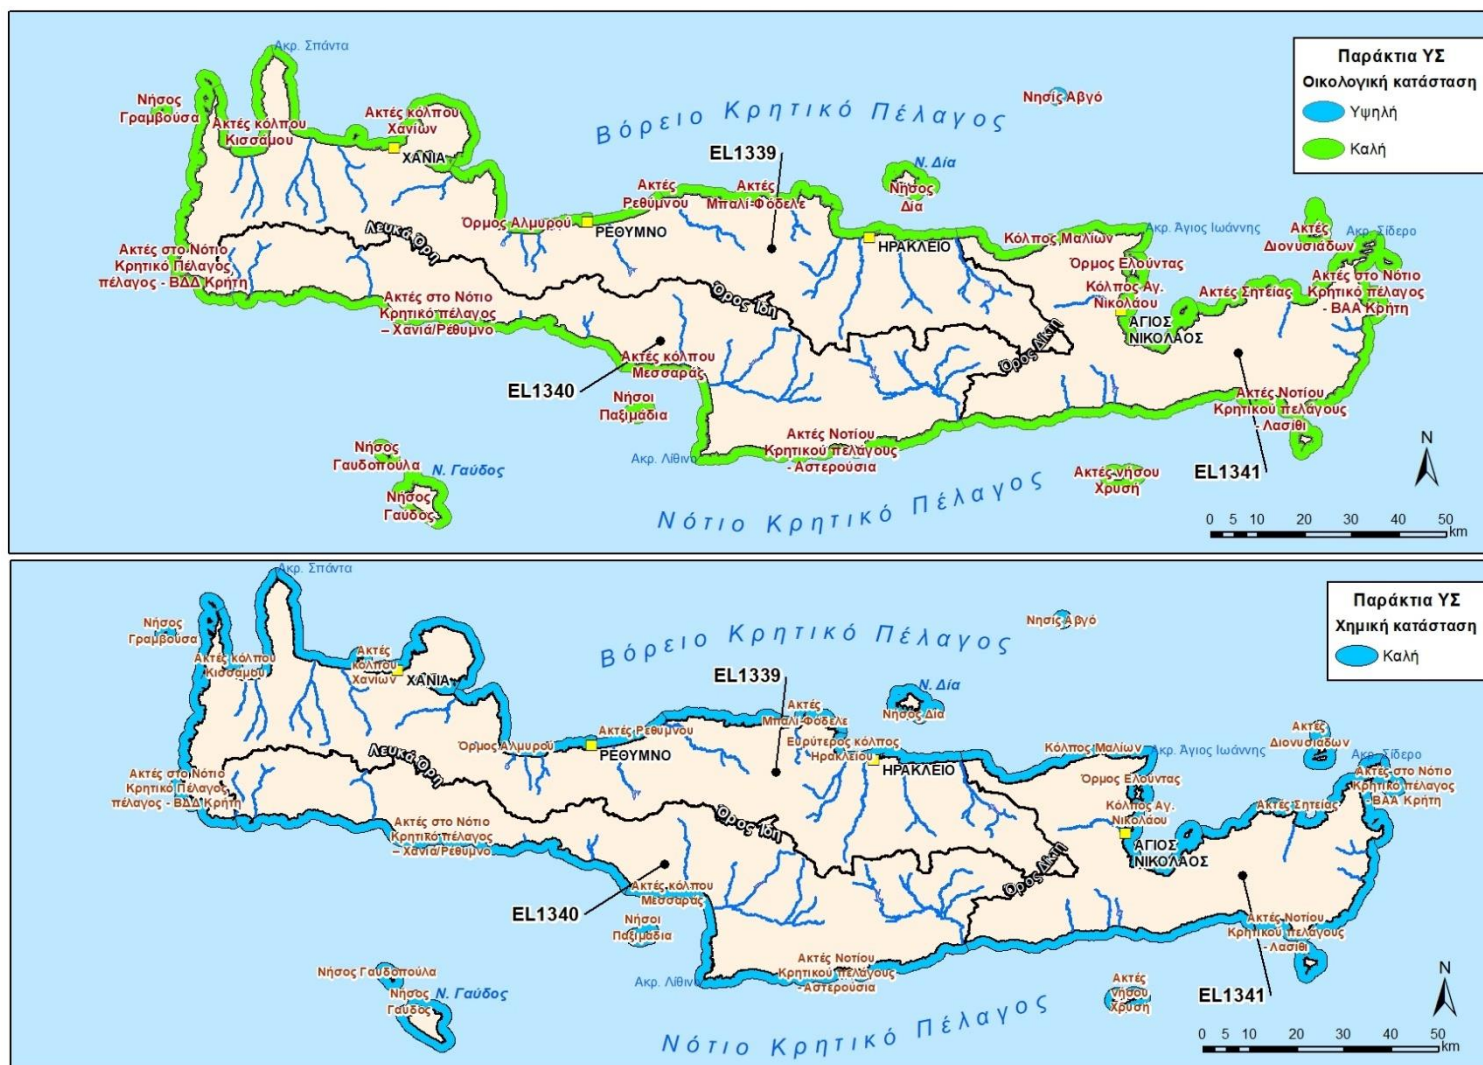 Ακρ. Σπάντα
Νήσος
Γραμβούσα
Ακτές κόλπου
Κισσάμου
Ακτές κόλπου
Χανίων
ΧΑΝΙΑ
Βόρειο Κρητικό Πέλαγος
Νησίς Αβγό
Παράκτια ΥΣ
Οικολογική κατάσταση
Υψηλή
Καλή
EL1339
Ν. Δία
Νήσος
Δία
Ακτές
Ρεθύμνου
Ακτές
Μπαλί-Φόδελε
Όρμος Αλμυρού
ΡΕΘΥΜΝΟ
Λευκά Όρη
ΗΡΑΚΛΕΙΟ
Κόλπος Μαλίων
Ακρ. Άγιος Ιωάννης
Ακτές
Διονυσιάδων
Ακρ. Σίδερο
Ακτές στο Νότιο
Κρητικό Πέλαγος
πέλαγος - ΒΔΔ Κρήτη
Όρμος Ελούντας
Κόλπος Αγ.
Νικολάου
Ακτές Σητείας
Ακτές στο Νότιο
Κρητικό πέλαγος
- ΒΑΑ Κρήτη
Ακτές στο Νότιο
Κρητικό πέλαγος
– Χανιά/Ρέθυμνο
Όρος Ίδη
ΆΓΙΟΣ
ΝΙΚΟΛΑΟΣ
Όρος Δίκτη
Ακτές κόλπου
Μεσσαράς
EL1340
Νήσοι
Παξιμάδια
Ακτές Νοτίου
Κρητικού πελάγους
- Λασίθι
Ακτές Νοτίου
Κρητικού πελάγους
- Αστερούσια
Νήσος
Γαυδοπούλα
Ν. Γαύδος
Νήσος
Γαύδος
Ακρ. Λίθινο
Ακτές νήσου
Χρυσή
EL1341
N
Νότιο Κρητικό Πέλαγος
0 5 10 20 30 40 50
km
Ακρ. Σπάντα
Νήσος
Γραμβούσα
Ακτές κόλπου
Κισσάμου
Ακτές
κόλπου
Χανίων
ΧΑΝΙΑ
Βόρειο Κρητικό Πέλαγος
Νησίς Αβγό
Παράκτια ΥΣ
Χημική κατάσταση
Καλή
EL1339
Ν. Δία
Νήσος Δία
Ακτές
Μπαλί-Φόδελε
Ακτές Ρεθύμνου
Όρμος Αλμυρού
ΡΕΘΥΜΝΟ
Ευρύτερος κόλπος
Ηρακλείου
ΗΡΑΚΛΕΙΟ
Λευκά Όρη
Κόλπος Μαλίων
Ακρ. Άγιος Ιωάννης
Ακτές
Διονυσιάδων
Ακρ. Σίδερο
Ακτές στο Νότιο
Κρητικό Πέλαγος
πέλαγος - ΒΔΔ Κρήτη
Όρμος Ελούντας
Κόλπος Αγ.
Νικολάου
Ακτές Σητείας
Ακτές στο Νότιο
Κρητικό πέλαγος
- ΒΑΑ Κρήτη
Ακτές στο Νότιο
Κρητικό πέλαγος
– Χανιά/Ρέθυμνο
Όρος Ίδη
ΆΓΙΟΣ
ΝΙΚΟΛΑΟΣ
Όρος Δίκτη
Ακτές κόλπου
Μεσσαράς
EL1340
Νήσοι
Παξιμάδια
Ακτές Νοτίου
Κρητικού πελάγους
- Λασίθι
Ακτές Νοτίου
Κρητικού πελάγους
- Αστερούσια
Νήσος Γαυδοπούλα
Ν. Γαύδος
Νήσος
Γαύδος
Ακρ. Λίθινο
Ακτές
νήσου
Χρυσή
EL1341
N
Νότιο Κρητικό Πέλαγος
0 5 10 20 30 40 50
km